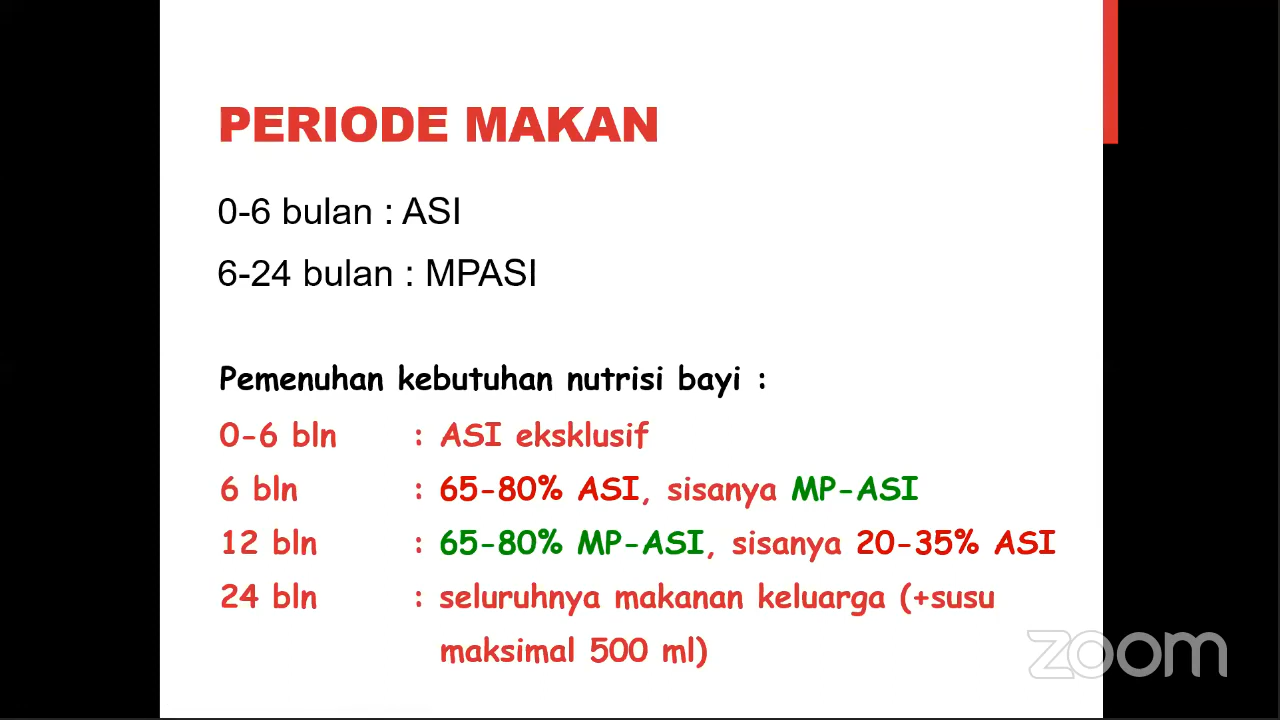 PERIODE MAKAN
0-6 bulan : ASI
6-24 bulan : MPASI
Pemenuhan kebutuhan nutrisi bayi :
0-6 bln : ASI eksklusif
6 bln : 65-80% ASI, sisanya MP-ASI
12 bln : 65-80% MP-ASI, sisanya 20-35% ASI
24 bln : seluruhnya makanan keluarga (+susu
maksimal 500 ml)
zoom